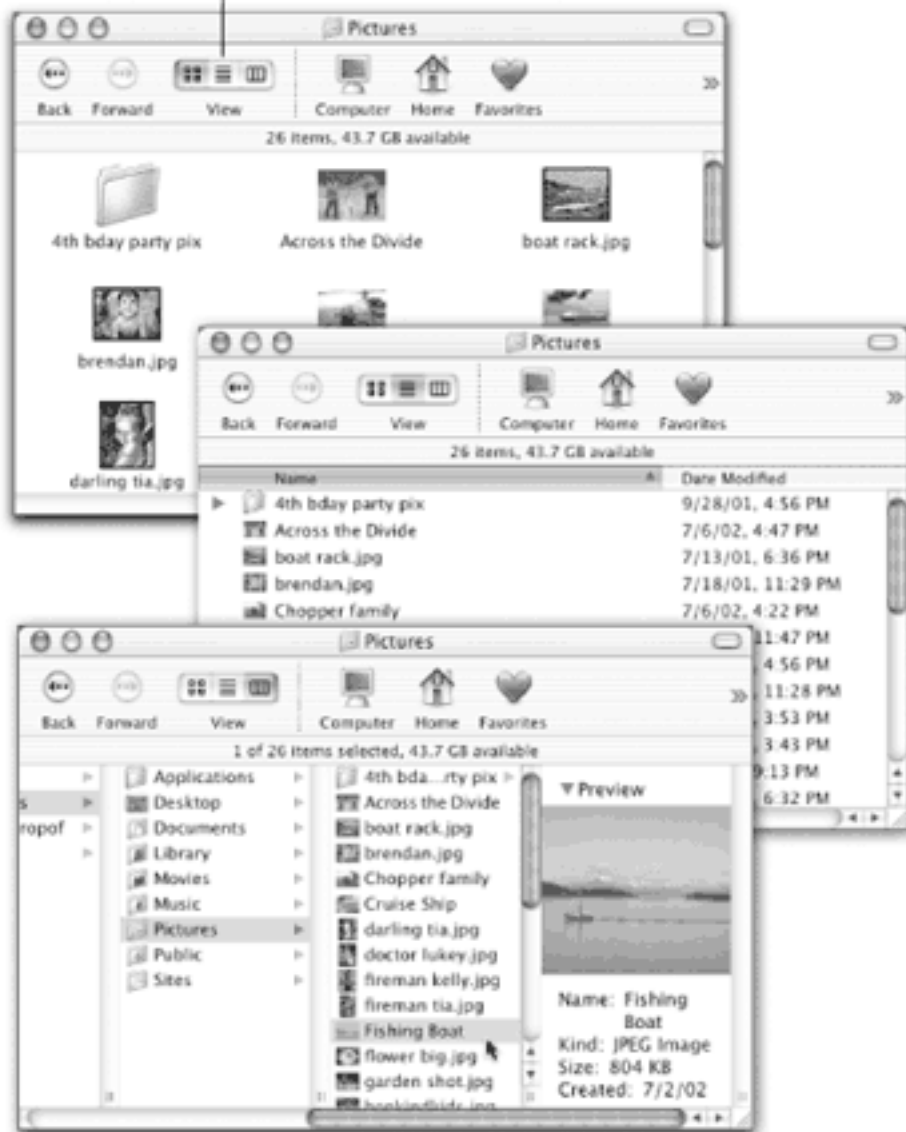 Pictures
Back Forward View Computer Home Favorites
26 items, 43.7 GB available
4th bday party pix Across the Divide boat rack.jpg
brendan.jpg
darling tia.jpg
Pictures
Back Forward View Computer Home Favorites
26 items, 43.7 GB available
Name Date Modified
4th bday party pix 9/28/01, 4:56 PM
Across the Divide 7/6/02, 4:47 PM
boat rack.jpg 7/13/01, 6:36 PM
brendan.jpg 7/18/01, 11:29 PM
Chopper family 7/6/02, 4:22 PM
11:47 PM
4:56 PM
11:28 PM
3:53 PM
3:43 PM
9:13 PM
6:32 PM
Pictures
Back Forward View Computer Home Favorites
1 of 26 items selected, 43.7 GB available
s
ropof
Applications
Desktop
Documents
Library
Movies
Music
Pictures
Public
Sites
4th bda...rty pix
Across the Divide
boat rack.jpg
brendan.jpg
Chopper family
Cruise Ship
darling tia.jpg
doctor lukey.jpg
fireman kelly.jpg
fireman tia.jpg
Fishing Boat
flower big.jpg
garden shot.jpg
Preview
Name: Fishing
Boat
Kind: JPEG Image
Size: 804 KB
Created: 7/2/02